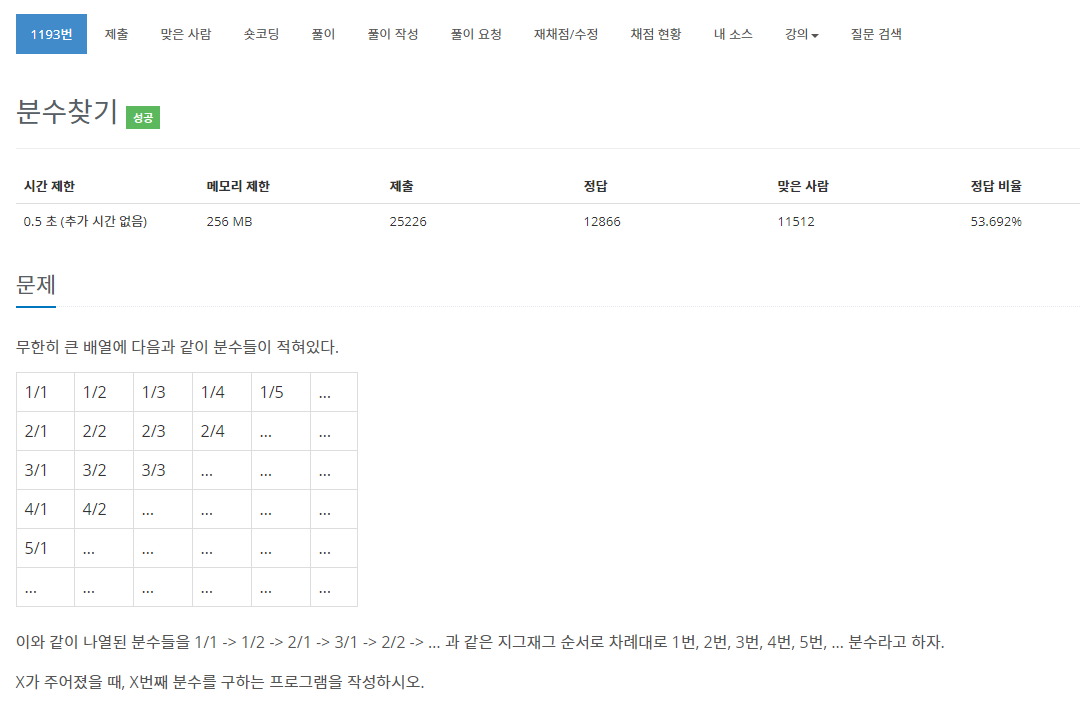 1193번 제출 맞은 사람 숏코딩 풀이 풀이 작성 풀이 요청 재채점/수정 채점 현황 내 소스 강의 질문 검색
분수찾기 성공
시간 제한 메모리 제한 제출 정답 맞은 사람 정답 비율
0.5 초 (추가 시간 없음) 256 MB 25226 12866 11512 53.692%
문제
무한히 큰 배열에 다음과 같이 분수들이 적혀있다.
1/1 1/2 1/3 1/4 1/5 ...
2/1 2/2 2/3 2/4 ... ...
3/1 3/2 3/3 ... ... ...
4/1 4/2 ... ... ... ...
5/1 ... ... ... ... ...
... ... ... ... ... ...
이와 같이 나열된 분수들을 1/1 -> 1/2 -> 2/1 -> 3/1 -> 2/2 -> ... 과 같은 지그재그 순서로 차례대로 1번, 2번, 3번, 4번, 5번, ... 분수라고 하자.
X가 주어졌을 때, X번째 분수를 구하는 프로그램을 작성하시오.